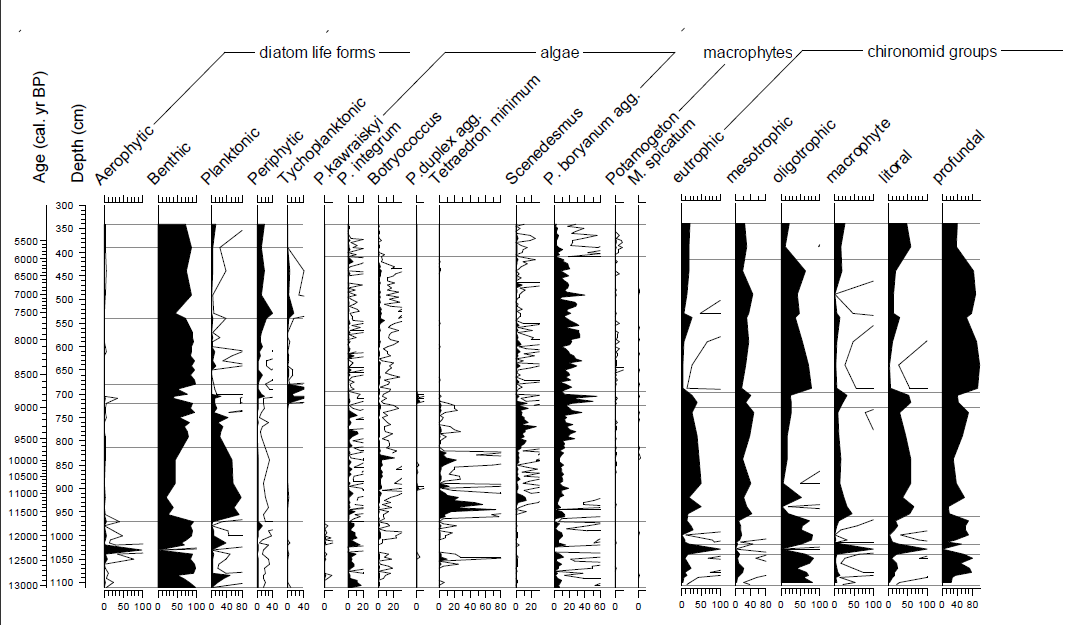 diatom life forms
algae
macrophytes
chironomid groups
Age (cal. yr BP)
Depth (cm)
Aerophytic
Benthic
Planktonic
Periphytic
Tychoplanktonic
P.kawraiskyi
P. integrum
Botryococcus
P.duplex agg.
Tetraedron minimum
Scenedesmus
P. boryanum agg.
Potamogeton
M. spicatum
eutrophic
mesotrophic
oligotrophic
macrophyte
litoral
profundal
5500
6000
6500
7000
7500
8000
8500
9000
9500
10000
10500
11000
11500
12000
12500
13000
300
350
400
450
500
550
600
650
700
750
800
850
900
950
1000
1050
1100
0 50 100
0 50 100
0 40 80
0 40
0 40
0
0 20
0 20
0
0 20 40 60 80
0 20
0 20 40 60
0
0
0 50 100
0 40 80
0 50 100
0 50 100
0 50 100
0 40 80